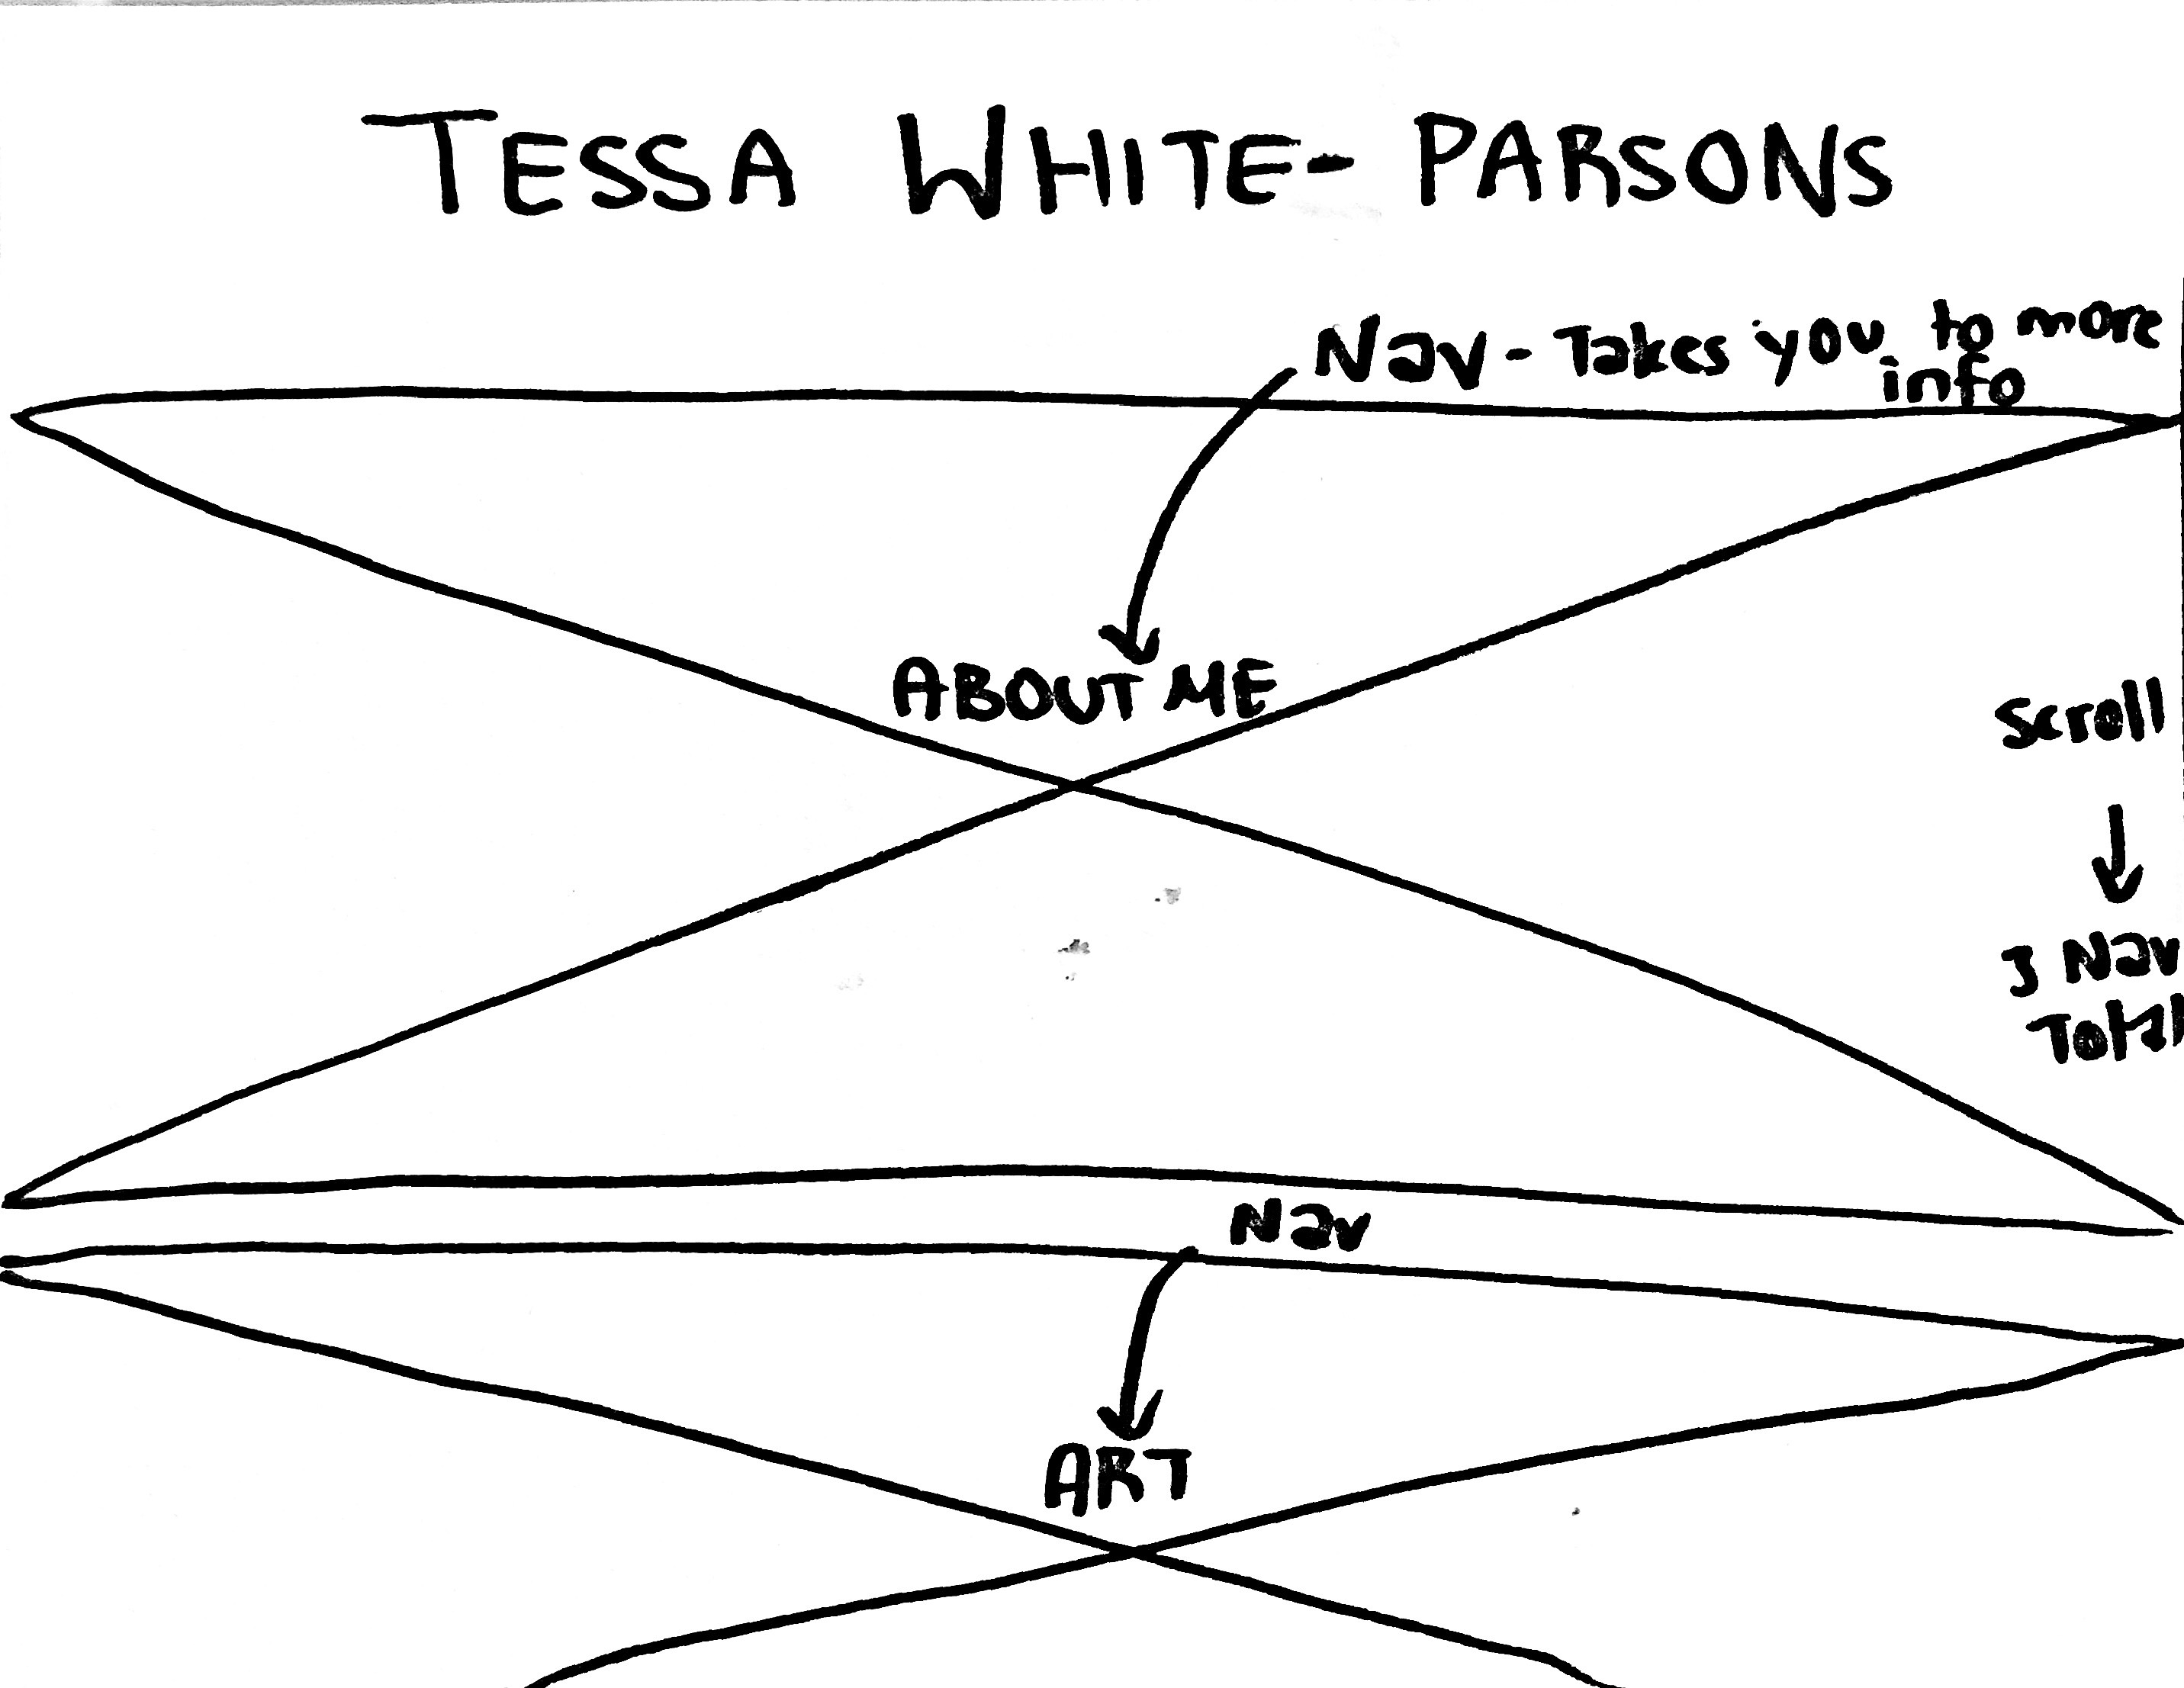 TESSA WHITE- PARSONS
Nav - Takes you to more
info
ABOUT ME
Scroll
3 Nav
Total
Nav
ART